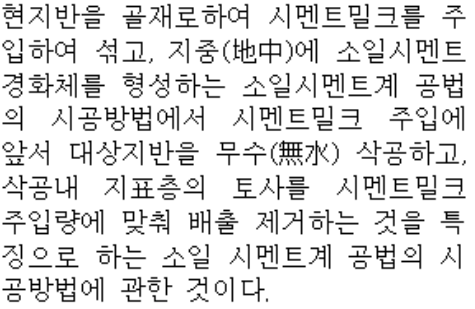 현지반을 골재로하여 시멘트밀크를 주
입하여 섞고, 지중(地中)에 소일시멘트
경화체를 형성하는 소일시멘트계 공법
의 시공방법에서 시멘트밀크 주입에
앞서 대상지반을 무수(無水) 삭공하고,
삭공내 지표층의 토사를 시멘트밀크
주입량에 맞춰 배출 제거하는 것을 특
징으로 하는 소일 시멘트계 공법의 시
공방법에 관한 것이다.